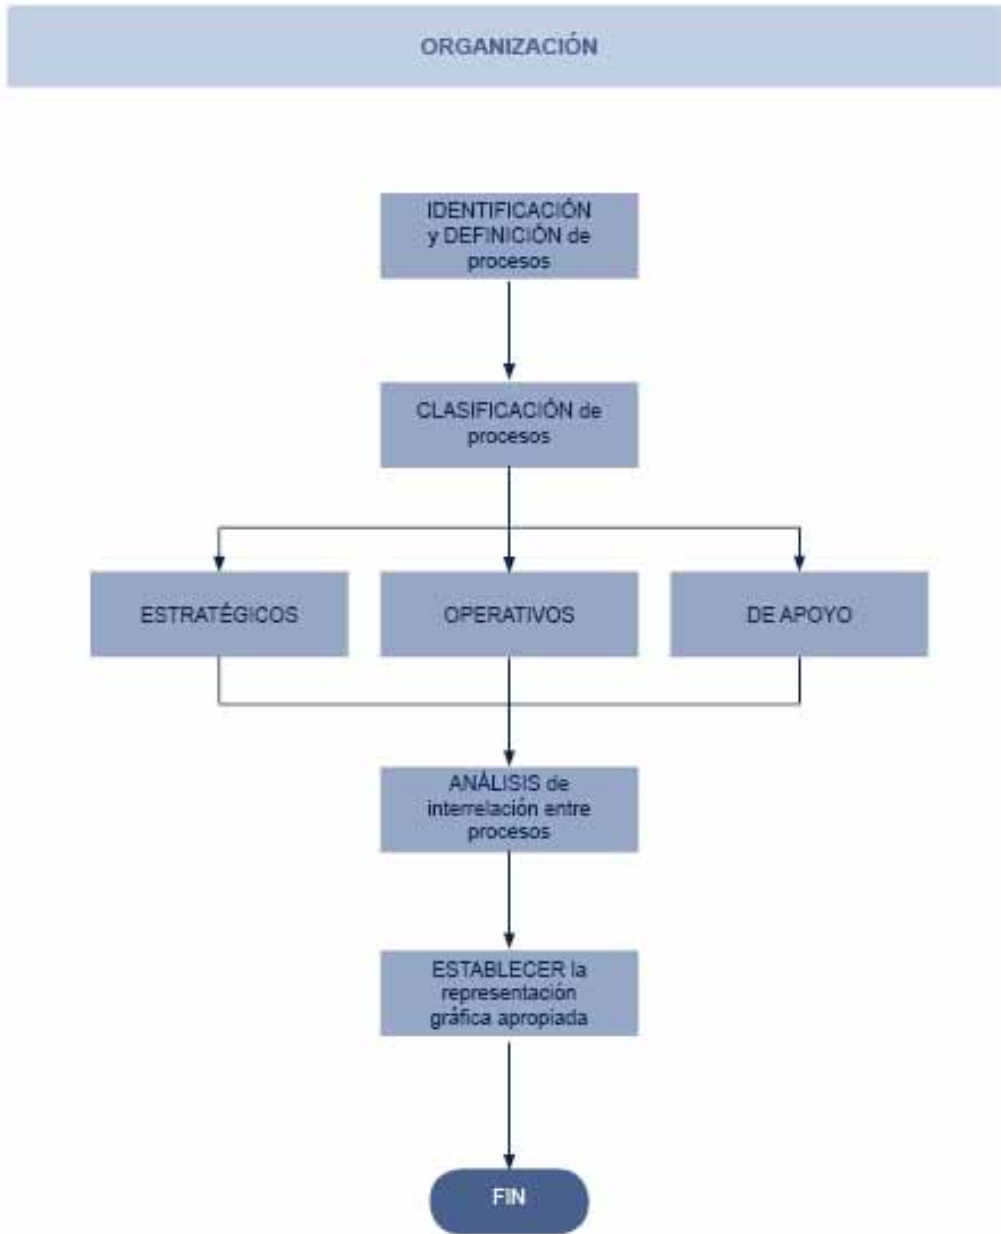 ORGANIZACIÓN
IDENTIFICACIÓN
y DEFINICIÓN de
procesos
CLASIFICACIÓN de
procesos
ESTRATÉGICOS
OPERATIVOS
DE APOYO
ANÁLISIS de
interrelación entre
procesos
ESTABLECER la
representación
gráfica apropiada
FIN